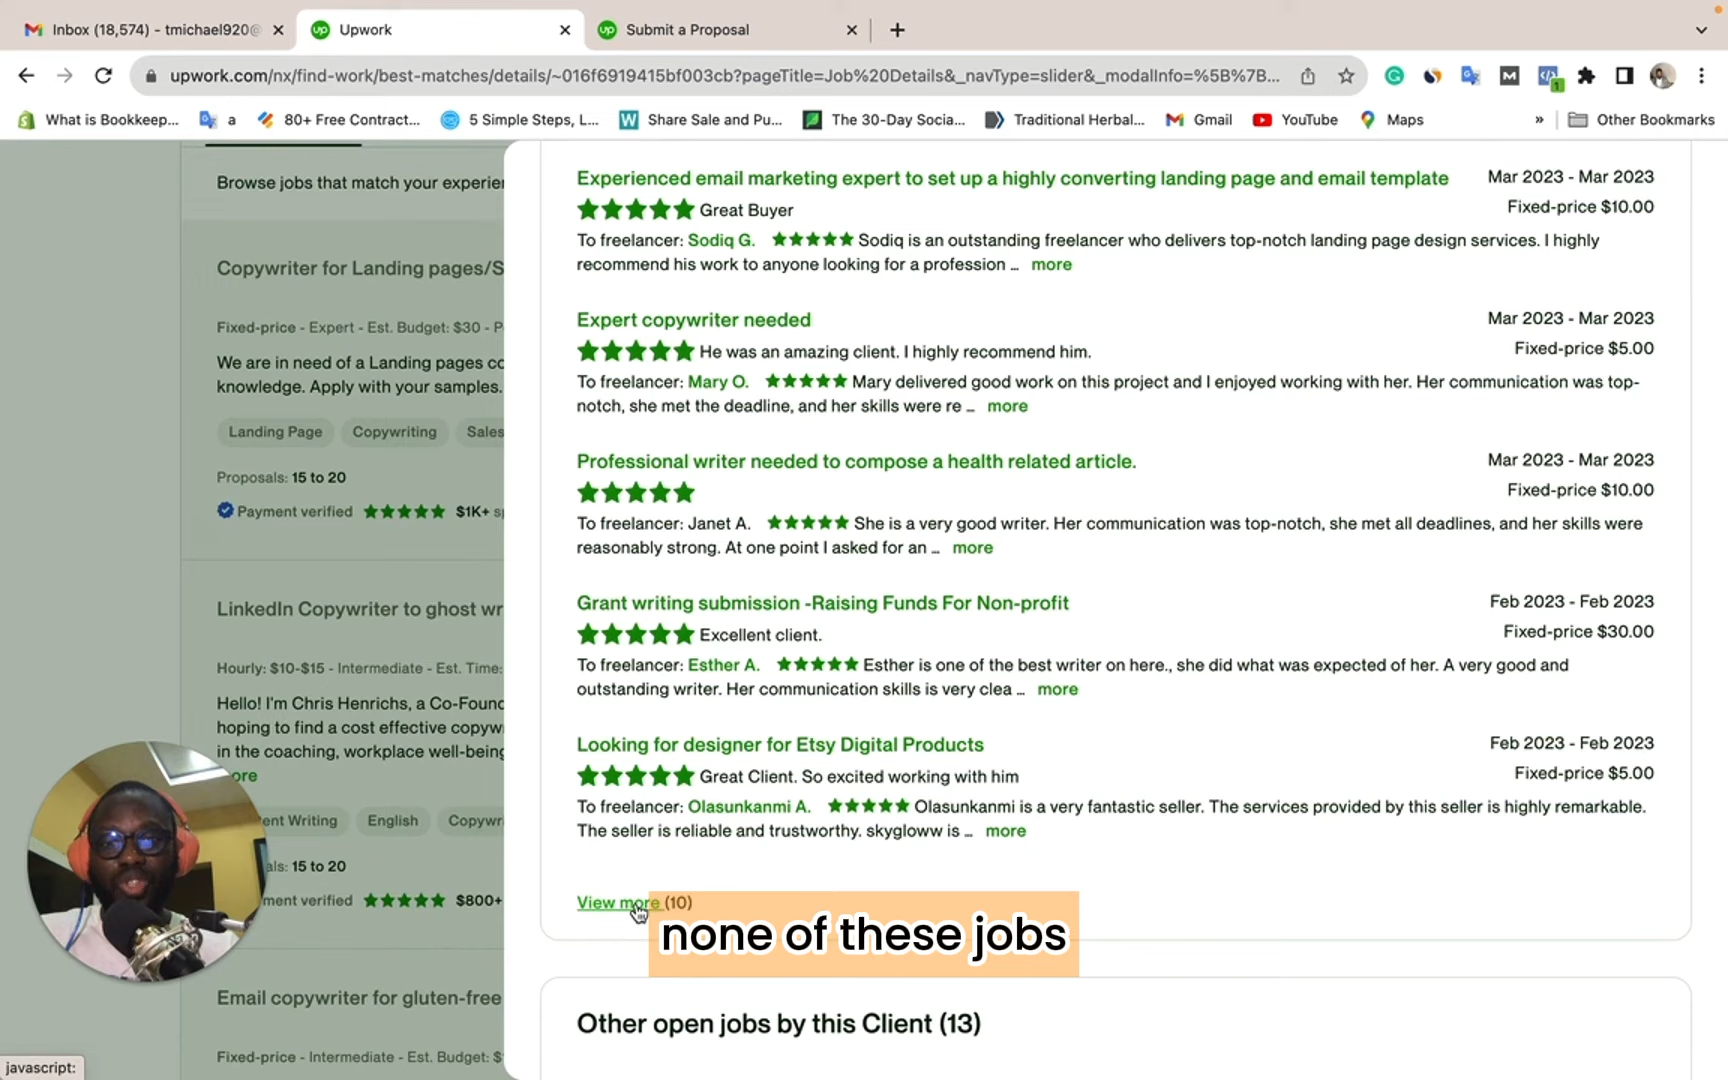 Inbox (18,574) - tmichael920@
Upwork
Submit a Proposal
upwork.com/nx/find-work/best-matches/details/~016f6919415bf003cb?pageTitle=Job%20Details&_navType=slider&_modalInfo=%5B%7B...
What is Bookkeep...
a
80+ Free Contract...
5 Simple Steps, L...
Share Sale and Pu...
The 30-Day Socia...
Traditional Herbal...
Gmail
YouTube
Maps
»
Other Bookmarks
Browse jobs that match your experien
Copywriter for Landing pages/S
Fixed-price - Expert - Est. Budget: $30 - P
We are in need of a Landing pages co
knowledge. Apply with your samples.
Landing Page Copywriting Sales
Proposals: 15 to 20
Payment verified $1K+ sp
LinkedIn Copywriter to ghost wr
Hourly: $10-$15 - Intermediate - Est. Time:
Hello! I'm Chris Henrichs, a Co-Found
hoping to find a cost effective copyw
in the coaching, workplace well-being
ore
ent Writing English Copywr
als: 15 to 20
ment verified $800+
Email copywriter for gluten-free
Fixed-price - Intermediate - Est. Budget: $
javascript:
Experienced email marketing expert to set up a highly converting landing page and email template
Mar 2023 - Mar 2023
Great Buyer
Fixed-price $10.00
To freelancer: Sodiq G. Sodiq is an outstanding freelancer who delivers top-notch landing page design services. I highly
recommend his work to anyone looking for a profession ... more
Expert copywriter needed
Mar 2023 - Mar 2023
He was an amazing client. I highly recommend him.
Fixed-price $5.00
To freelancer: Mary O. Mary delivered good work on this project and I enjoyed working with her. Her communication was top-
notch, she met the deadline, and her skills were re ... more
Professional writer needed to compose a health related article.
Mar 2023 - Mar 2023
Fixed-price $10.00
To freelancer: Janet A. She is a very good writer. Her communication was top-notch, she met all deadlines, and her skills were
reasonably strong. At one point I asked for an ... more
Grant writing submission -Raising Funds For Non-profit
Feb 2023 - Feb 2023
Excellent client.
Fixed-price $30.00
To freelancer: Esther A. Esther is one of the best writer on here., she did what was expected of her. A very good and
outstanding writer. Her communication skills is very clea ... more
Looking for designer for Etsy Digital Products
Feb 2023 - Feb 2023
Great Client. So excited working with him
Fixed-price $5.00
To freelancer: Olasunkanmi A. Olasunkanmi is a very fantastic seller. The services provided by this seller is highly remarkable.
The seller is reliable and trustworthy. skygloww is ... more
View more (10)
none of these jobs
Other open jobs by this Client (13)